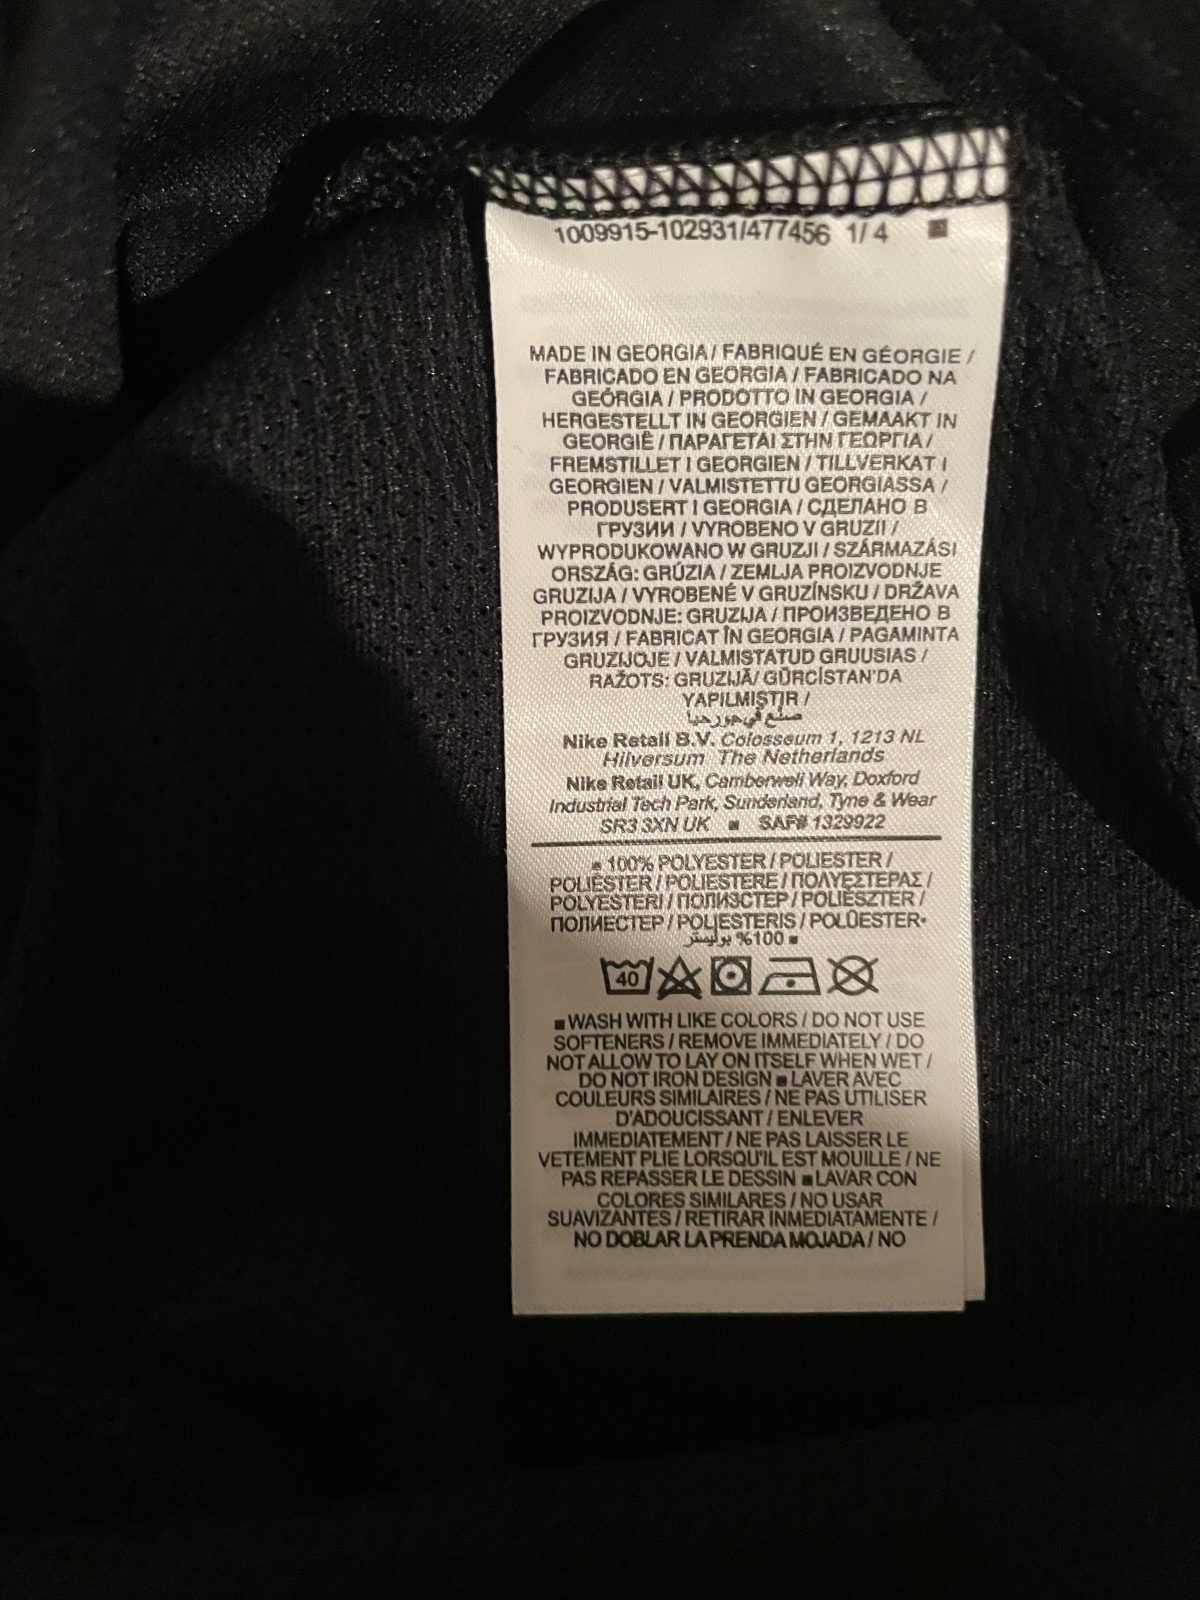 1009915-102931/477456 1/4
MADE IN GEORGIA / FABRIQUÉ EN GÉORGIE /
FABRICADO EN GEORGIA / FABRICADO NA
GEÓRGIA / PRODOTTO IN GEORGIA /
HERGESTELLT IN GEORGIEN / GEMAAKT IN
GEORGIË / ΠΑΡΑΓΕΤΑΙ ΣΤΗΝ ΓΕΩΡΓΙΑ /
FREMSTILLET I GEORGIEN / TILLVERKAT I
GEORGIEN / VALMISTETTU GEORGIASSA /
PRODUSERT I GEORGIA / СДЕЛАНО В
ГРУЗИИ / VYROBENO V GRUZII /
WYPRODUKOWANO W GRUZJI / SZÁRMAZÁSI
ORSZÁG: GRÚZIA / ZEMLJA PROIZVODNJE
GRUZIJA / VYROBENÉ V GRUZÍNSKU / DRŽAVA
PROIZVODNJE: GRUZIJA / ПРОИЗВЕДЕНО В
ГРУЗИЯ / FABRICAT ÎN GEORGIA / PAGAMINTA
GRUZIJOJE / VALMISTATUD GRUUSIAS /
RAŽOTS: GRUZIJĀ/ GÜRCİSTAN'DA
YAPILMIŞTIR /
صنع في جورجيا
Nike Retail B.V. Colosseum 1, 1213 NL
Hilversum The Netherlands
Nike Retail UK, Camberwell Way, Doxford
Industrial Tech Park, Sunderland, Tyne & Wear
SR3 3XN UK ■ SAF# 1329922
■ 100% POLYESTER / POLIESTER /
POLIÉSTER / POLIESTERE / ΠΟΛΥΕΣΤΕΡΑΣ /
POLYESTERI / ПОЛИЭСТЕР / POLIÉSZTER /
ПОЛИЕСТЕР / POLIESTERIS / POLÜESTER
100% بوليستر ■
40
■ WASH WITH LIKE COLORS / DO NOT USE
SOFTENERS / REMOVE IMMEDIATELY / DO
NOT ALLOW TO LAY ON ITSELF WHEN WET /
DO NOT IRON DESIGN ■ LAVER AVEC
COULEURS SIMILAIRES / NE PAS UTILISER
D'ADOUCISSANT / ENLEVER
IMMEDIATEMENT / NE PAS LAISSER LE
VETEMENT PLIE LORSQU'IL EST MOUILLE / NE
PAS REPASSER LE DESSIN ■ LAVAR CON
COLORES SIMILARES / NO USAR
SUAVIZANTES / RETIRAR INMEDIATAMENTE /
NO DOBLAR LA PRENDA MOJADA / NO